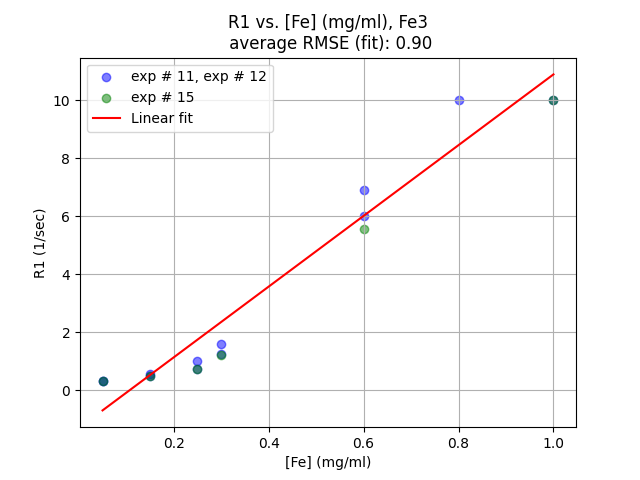 R1 vs. [Fe] (mg/ml), Fe3
average RMSE (fit): 0.90
exp # 11, exp # 12
exp # 15
Linear fit
R1 (1/sec)
10
8
6
4
2
0
0.2
0.4
0.6
0.8
1.0
[Fe] (mg/ml)